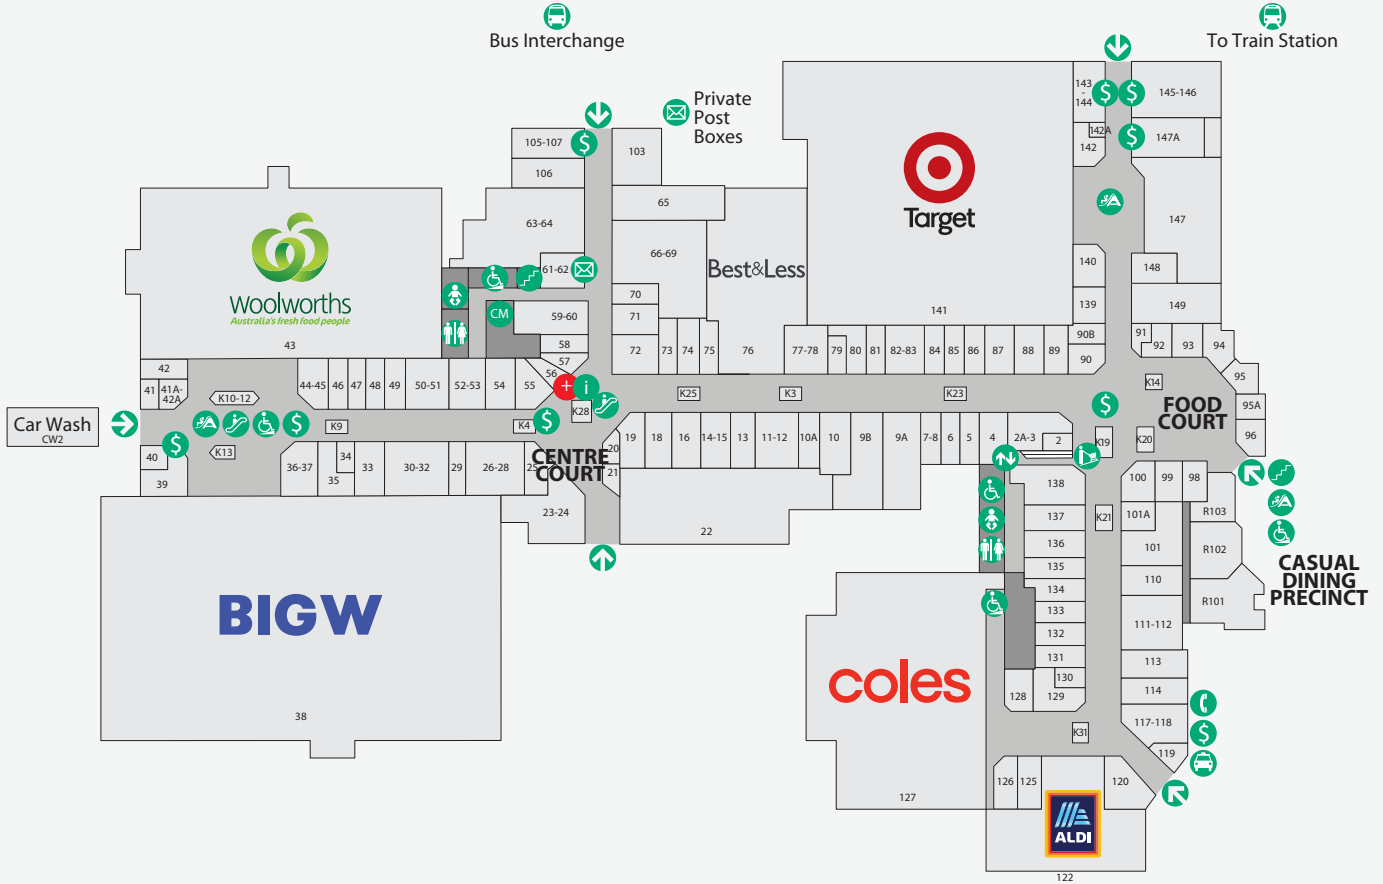 Bus Interchange
To Train Station
Private
Post
Boxes
143
-
144
$
$
145-146
142A
142
$
147A
105-107
$
103
106
Target
65
63-64
147
66-69
Best&Less
61-62
140
148
Woolworths
Australia's fresh food people
70
139
149
CM
59-60
71
141
43
58
72
73
74
75
76
77-78
79
80
81
82-83
84
85
86
87
88
89
90B
90
91
92
93
94
57
56
42
41
41A-
42A
K10-12
44-45
46
47
48
49
50-51
52-53
54
55
+
i
K28
K25
K3
K23
K14
95
95A
96
Car Wash
CW2
$
$
K13
K9
K4
$
$
FOOD
COURT
K19
K20
40
39
36-37
34
35
33
30-32
29
26-28
25
CENTRE
COURT
20
21
19
18
16
14-15
13
11-12
10A
10
9B
9A
7-8
6
5
4
2A-3
2
23-24
22
138
137
136
135
134
133
132
131
130
129
128
K21
100
99
98
101A
101
110
111-112
113
114
117-118
119
R103
R102
R101
CASUAL
DINING
PRECINCT
BIGW
38
coles
127
K31
$
126
125
120
ALDI
122